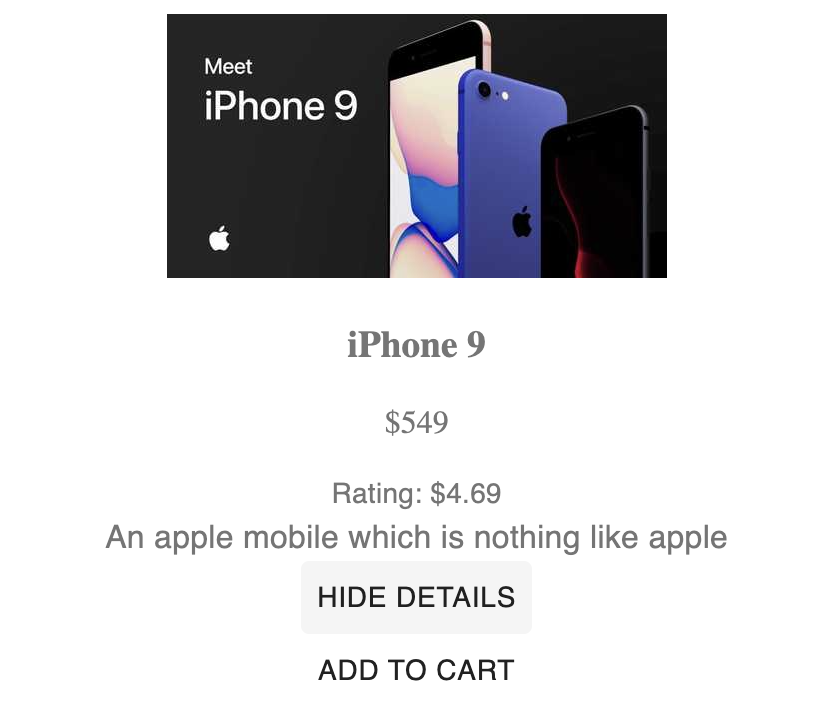 Meet
iPhone 9
iPhone 9
$549
Rating: $4.69
An apple mobile which is nothing like apple
HIDE DETAILS
ADD TO CART